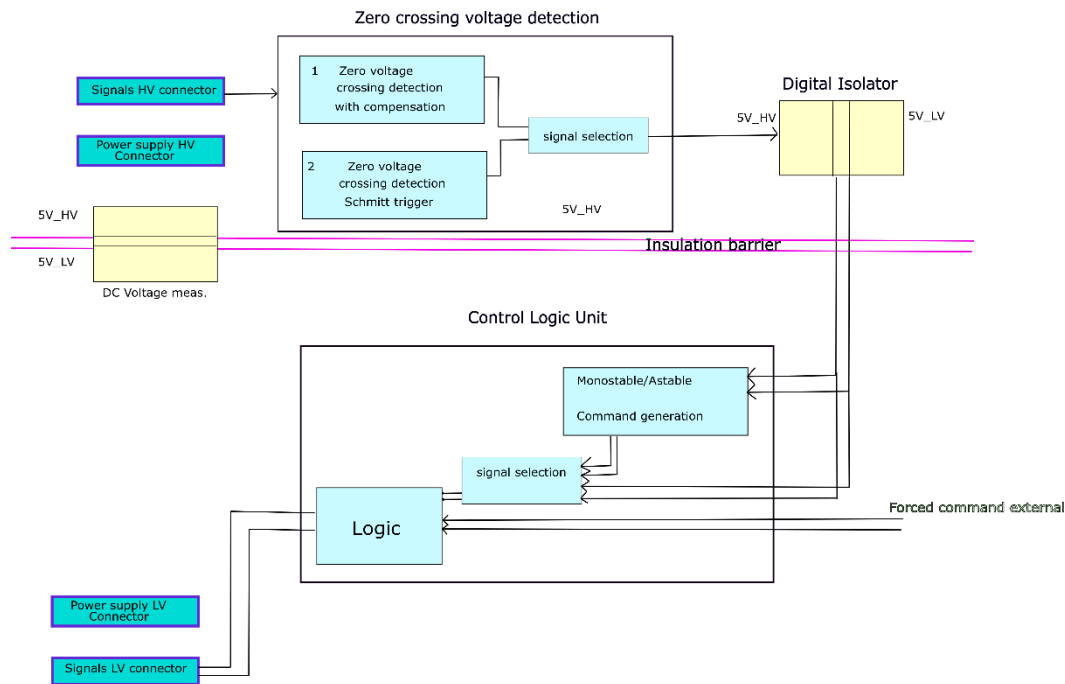 Zero crossing voltage detection
Signals HV connector
1 Zero voltage
crossing detection
with compensation
Digital Isolator
5V_HV
5V_LV
signal selection
Power supply HV
Connector
2 Zero voltage
crossing detection
Schmitt trigger
5V_HV
5V_HV
Insulation barrier
5V_LV
DC Voltage meas.
Control Logic Unit
Monostable/Astable
Command generation
signal selection
Logic
Forced command external
Power supply LV
Connector
Signals LV connector